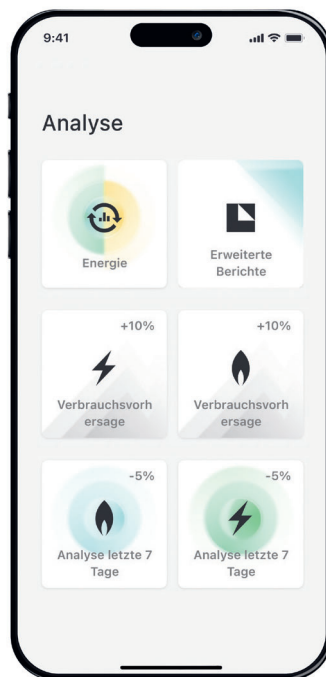 9:41
Analyse
Energie
Erweiterte
Berichte
+10%
Verbrauchsvorh
ersage
+10%
Verbrauchsvorh
ersage
-5%
Analyse letzte 7
Tage
-5%
Analyse letzte 7
Tage